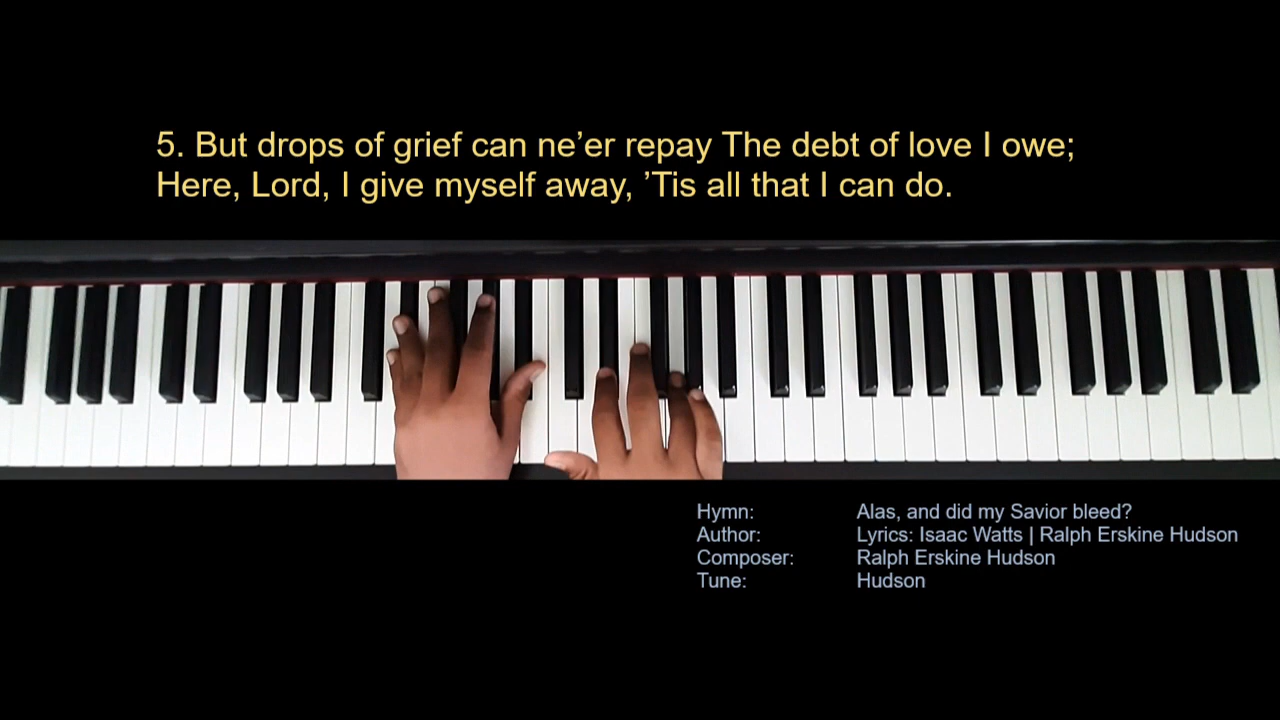 5. But drops of grief can ne’er repay The debt of love I owe;
Here, Lord, I give myself away, ’Tis all that I can do.
Hymn: Alas, and did my Savior bleed?
Author: Lyrics: Isaac Watts | Ralph Erskine Hudson
Composer: Ralph Erskine Hudson
Tune: Hudson